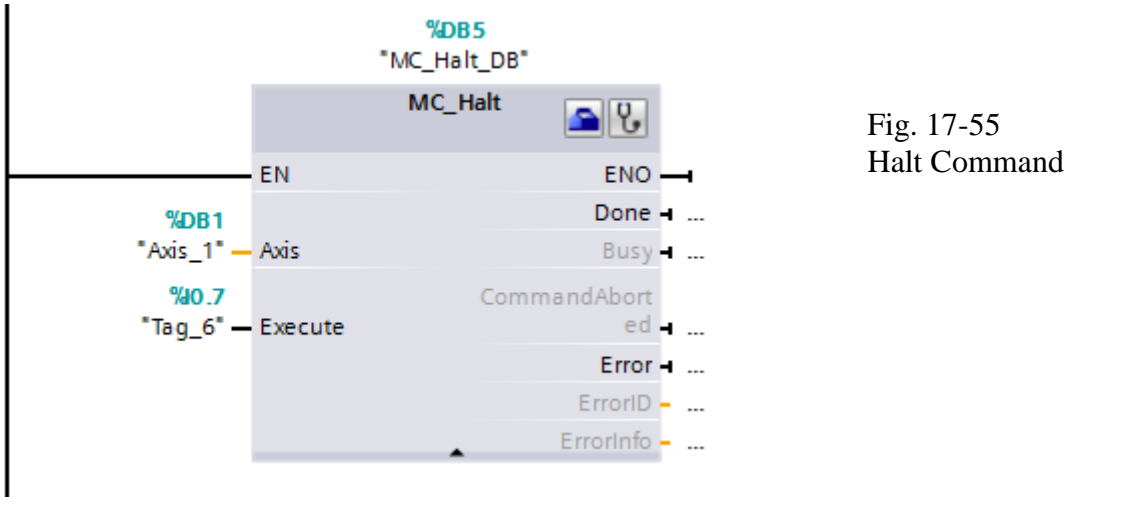 %DB5
"MC_Halt_DB"
MC_Halt
Fig. 17-55
Halt Command
EN
ENO
%DB1
"Axis_1"
Axis
Done
...
Busy
...
%I0.7
"Tag_6"
Execute
CommandAbort
ed
...
Error
...
ErrorID
...
ErrorInfo
...